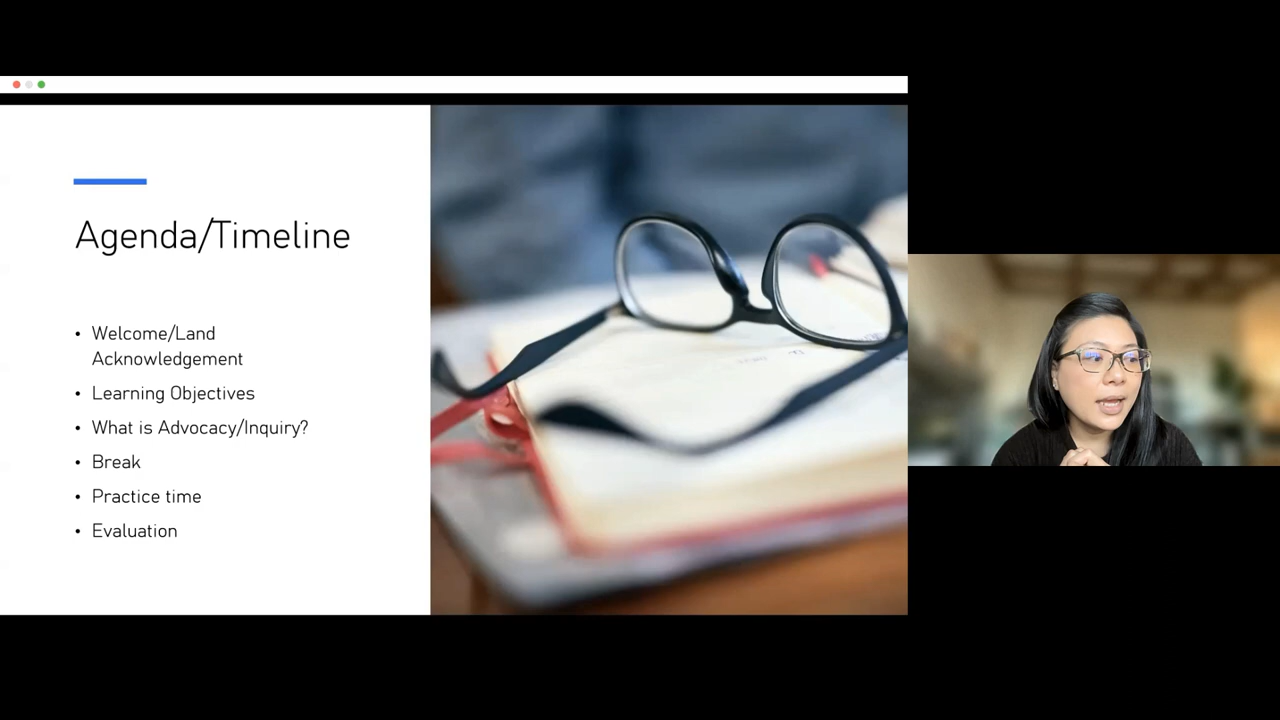 Agenda/Timeline
• Welcome/Land
Acknowledgement
• Learning Objectives
• What is Advocacy/Inquiry?
• Break
• Practice time
• Evaluation